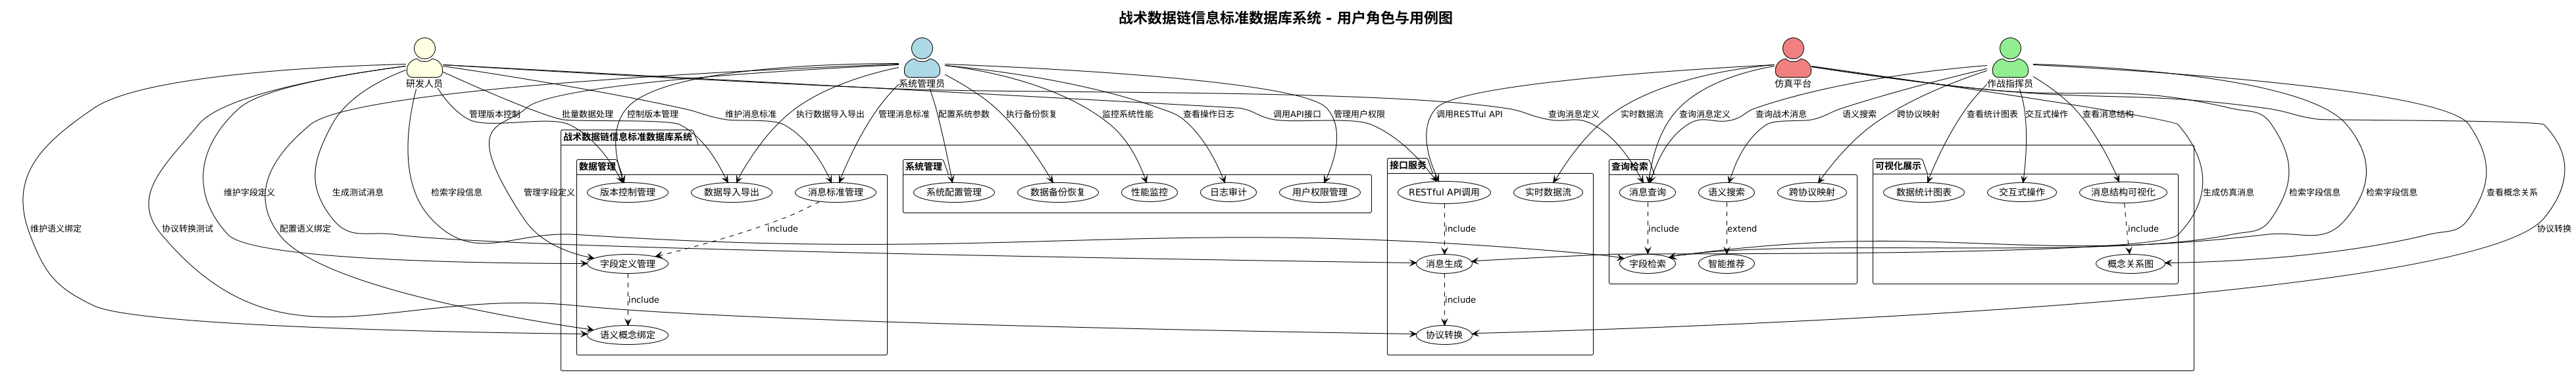 战术数据链信息标准数据库系统 - 用户角色与用例图
研发人员
系统管理员
仿真平台
作战指挥员
管理版本控制
批量数据处理
控制版本管理
维护消息标准
执行数据导入导出
管理消息标准
配置系统参数
执行备份恢复
监控系统性能
查看操作日志
调用API接口
管理用户权限
调用RESTful API
查询消息定义
实时数据流
查询消息定义
查询战术消息
语义搜索
跨协议映射
查看统计图表
交互式操作
查看消息结构
战术数据链信息标准数据库系统
数据管理
系统管理
接口服务
查询检索
可视化展示
版本控制管理
数据导入导出
消息标准管理
系统配置管理
数据备份恢复
性能监控
日志审计
用户权限管理
RESTful API调用
实时数据流
消息查询
语义搜索
跨协议映射
数据统计图表
交互式操作
消息结构可视化
维护字段定义
生成测试消息
检索字段信息
管理字段定义
生成仿真消息
检索字段信息
检索字段信息
查看概念关系
维护语义绑定
协议转换测试
配置语义绑定
include
include
include
extend
include
协议转换
字段定义管理
消息生成
字段检索
智能推荐
概念关系图
include
include
语义概念绑定
协议转换